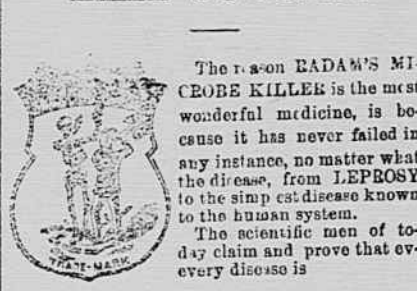 The reason RADAM'S MI-
CROBE KILLER is the most
wonderful medicine, is be-
cause it has never failed in
any instance, no matter what
the disease, from LEPROSY
to the simplest disease known
to the human system.
The scientific men of to-
day claim and prove that ev-
every disease is
TRADE-MARK